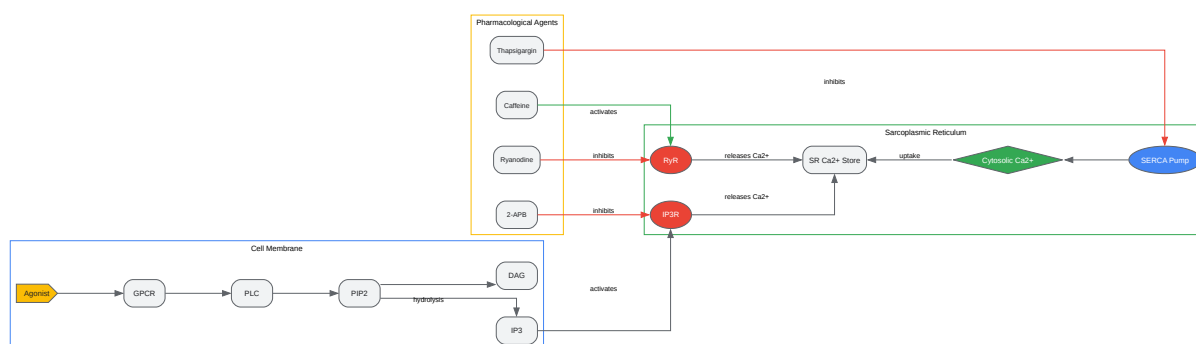 Pharmacological Agents
Thapsigargin
inhibits
Caffeine
activates
Sarcoplasmic Reticulum
Ryanodine
inhibits
RyR
releases Ca2+
SR Ca2+ Store
uptake
Cytosolic Ca2+
SERCA Pump
releases Ca2+
2-APB
inhibits
IP3R
Cell Membrane
DAG
Agonist
GPCR
PLC
PIP2
hydrolysis
activates
IP3